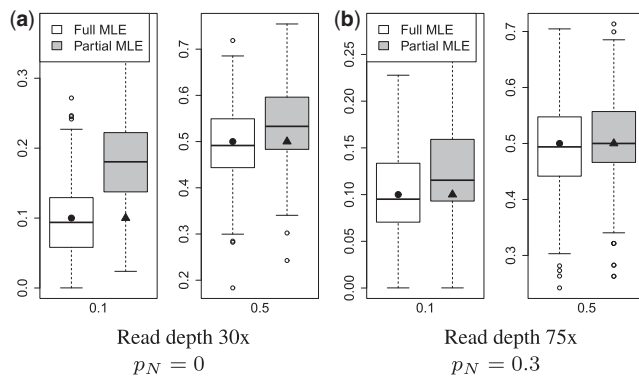 (a)
Full MLE
Partial MLE
0.0 0.1 0.2 0.3
0.1
0.2 0.3 0.4 0.5 0.6 0.7
0.5
Read depth 30x
p_N = 0
(b)
Full MLE
Partial MLE
0.00 0.05 0.10 0.15 0.20 0.25
0.1
0.3 0.4 0.5 0.6 0.7
0.5
Read depth 75x
p_N = 0.3